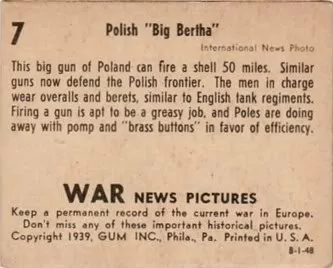 7
Polish "Big Bertha"
International News Photo
This big gun of Poland can fire a shell 50 miles. Similar
guns now defend the Polish frontier. The men in charge
wear overalls and berets, similar to English tank regiments.
Firing a gun is apt to be a greasy job, and Poles are doing
away with pomp and "brass buttons" in favor of efficiency.
WAR NEWS PICTURES
Keep a permanent record of the current war in Europe.
Don't miss any of these important historical pictures.
Copyright 1939, GUM INC., Phila., Pa. Printed in U. S. A.
8-1-48